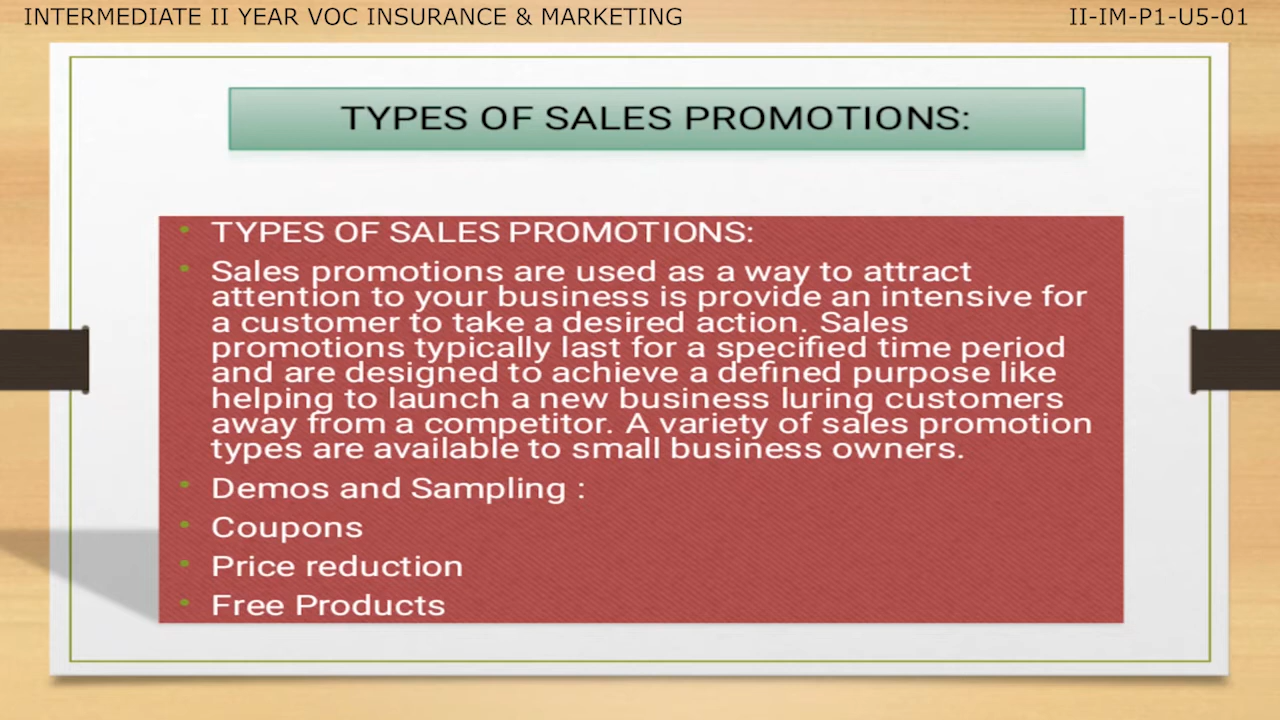 INTERMEDIATE II YEAR VOC INSURANCE & MARKETING
II-IM-P1-U5-01
TYPES OF SALES PROMOTIONS:
• TYPES OF SALES PROMOTIONS:
• Sales promotions are used as a way to attract
attention to your business is provide an intensive for
a customer to take a desired action. Sales
promotions typically last for a specified time period
and are designed to achieve a defined purpose like
helping to launch a new business luring customers
away from a competitor. A variety of sales promotion
types are available to small business owners.
• Demos and Sampling :
• Coupons
• Price reduction
• Free Products